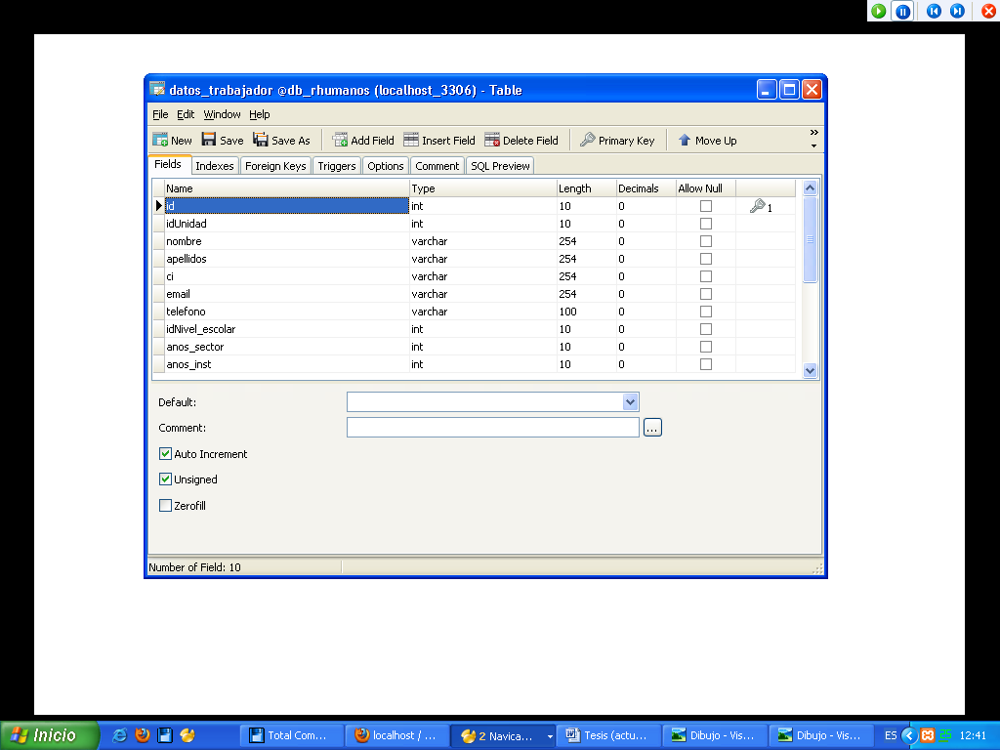 datos_trabajador @db_rhumanos (localhost_3306) - Table
File Edit Window Help
New Save Save As Add Field Insert Field Delete Field Primary Key Move Up
Fields Indexes Foreign Keys Triggers Options Comment SQL Preview
Name Type Length Decimals Allow Null
id int 10 0 1
idUnidad int 10 0
nombre varchar 254 0
apellidos varchar 254 0
ci varchar 254 0
email varchar 254 0
telefono varchar 100 0
idNivel_escolar int 10 0
anos_sector int 10 0
anos_inst int 10 0
Default:
Comment: ...
Auto Increment
Unsigned
Zerofill
Number of Field: 10
Inicio Total Com... localhost / ... 2 Navica... Tesis (actu... Dibujo - Vis... Dibujo - Vis... ES 25 12:41